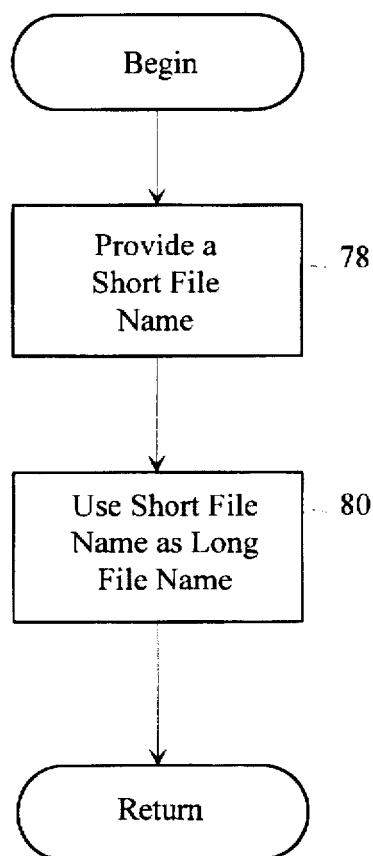 Begin
Provide a
78
Short File
Name
Use Short File
80
Name as Long
File Name
Return